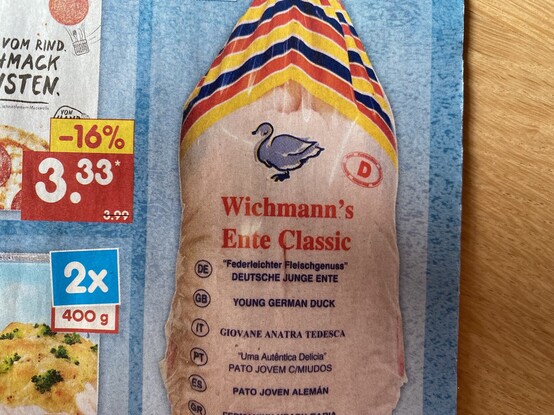 VOM RIND.
HMACK
ISTEN.
-16%
3.33*
3.99
2x
400 g
D
Wichmann's
Ente Classic
"Federleichter Fleischgenuss"
DE DEUTSCHE JUNGE ENTE
GB YOUNG GERMAN DUCK
IT GIOVANE ANATRA TEDESCA
"Uma Autêntica Delicia"
PT PATO JOVEM C/MIUDOS
ES PATO JOVEN ALEMÁN
GR